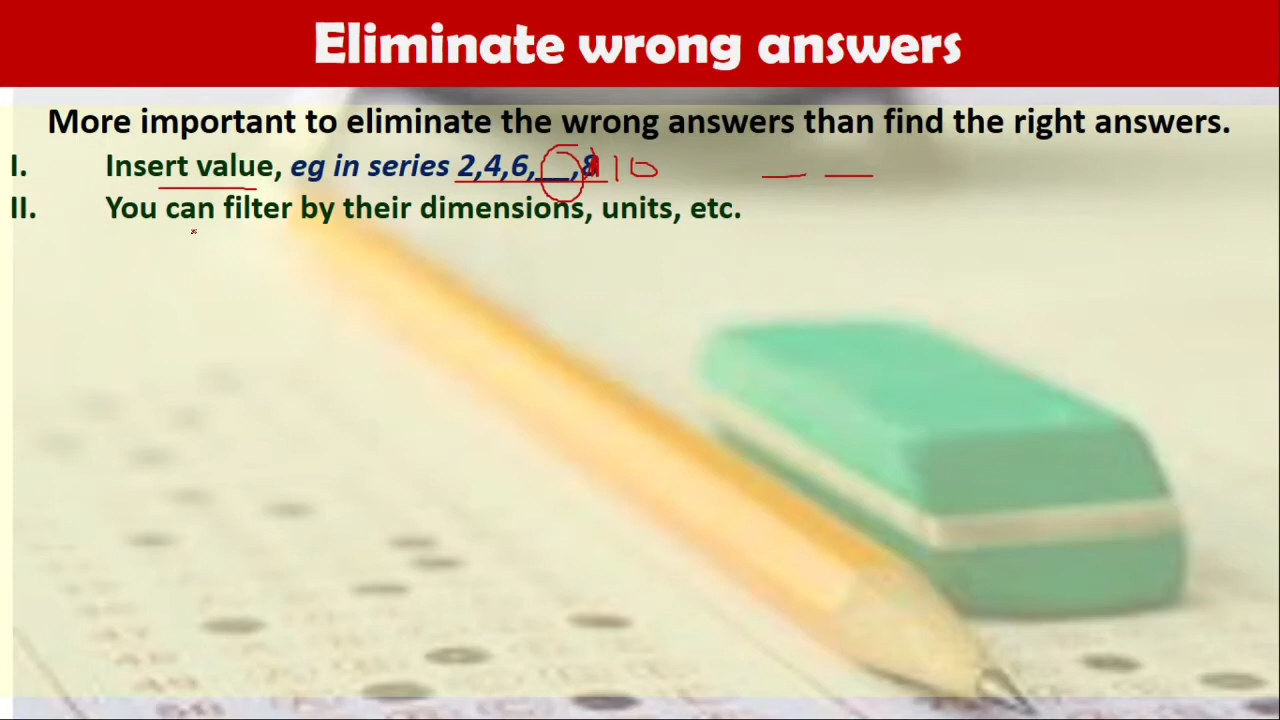 Eliminate wrong answers
More important to eliminate the wrong answers than find the right answers.
I. Insert value, eg in series 2,4,6,__,8 10
II. You can filter by their dimensions, units, etc.